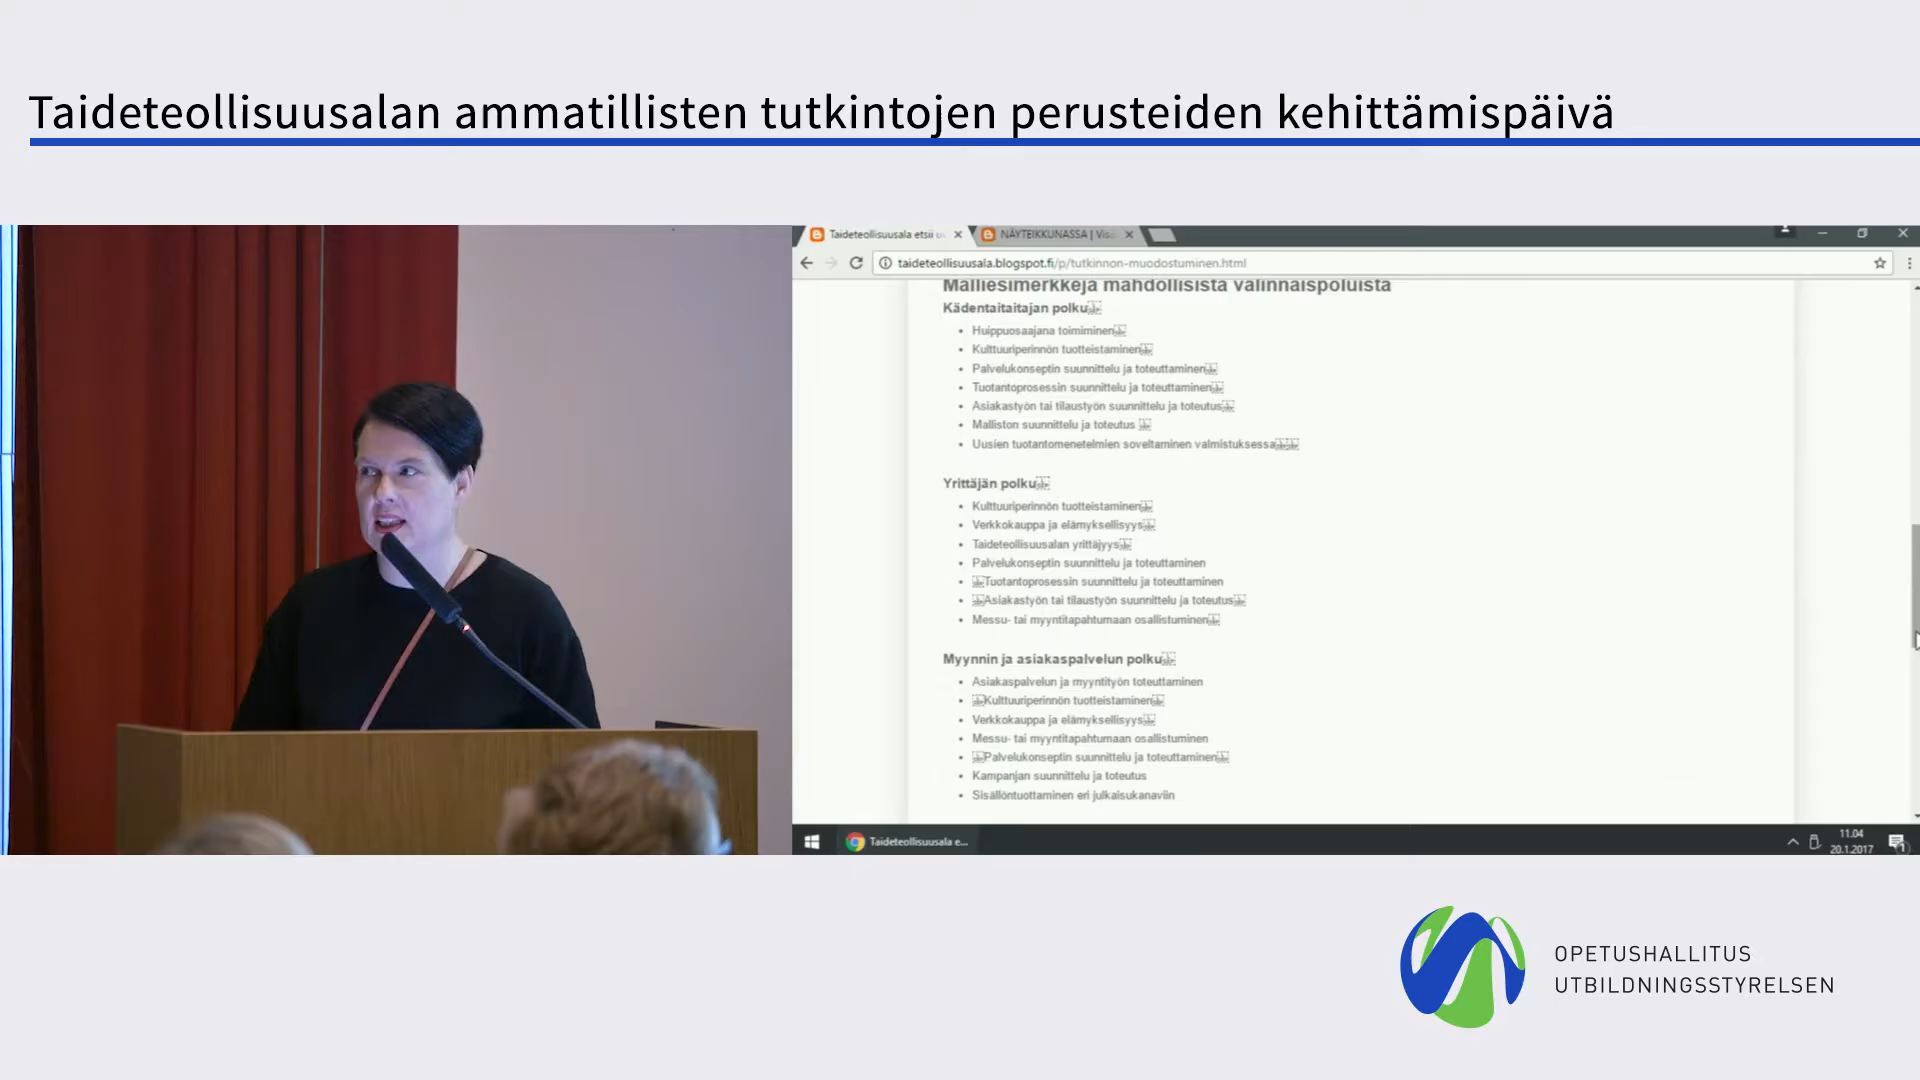 Taideteollisuusalan ammatillisten tutkintojen perusteiden kehittämispäivä
Taideteollisuusala etsii u
NÄYTEIKKUNASSA | Visi
taideteollisuusala.blogspot.fi/p/tutkinnon-muodostuminen.html
Malliesimerkkejä mahdollisista valinnaispoluista
Kädentaitaitajan polku
• Huippuosaajana toimiminen
• Kulttuuriperinnön tuotteistaminen
• Palvelukonseptin suunnittelu ja toteuttaminen
• Tuotantoprosessin suunnittelu ja toteuttaminen
• Asiakastyön tai tilaustyön suunnittelu ja toteutus
• Malliston suunnittelu ja toteutus
• Uusien tuotantomenetelmien soveltaminen valmistuksessa
Yrittäjän polku
• Kulttuuriperinnön tuotteistaminen
• Verkkokauppa ja elämyksellisyys
• Taideteollisuusalan yrittäjyys
• Palvelukonseptin suunnittelu ja toteuttaminen
• Tuotantoprosessin suunnittelu ja toteuttaminen
• Asiakastyön tai tilaustyön suunnittelu ja toteutus
• Messu- tai myyntitapahtumaan osallistuminen
Myynnin ja asiakaspalvelun polku
• Asiakaspalvelun ja myyntityön toteuttaminen
• Kulttuuriperinnön tuotteistaminen
• Verkkokauppa ja elämyksellisyys
• Messu- tai myyntitapahtumaan osallistuminen
• Palvelukonseptin suunnittelu ja toteuttaminen
• Kampanjan suunnittelu ja toteutus
• Sisällöntuottaminen eri julkaisukanaviin
Taideteollisuusala e...
11.04
20.1.2017
1
OPETUSHALLITUS
UTBILDNINGSSTYRELSEN